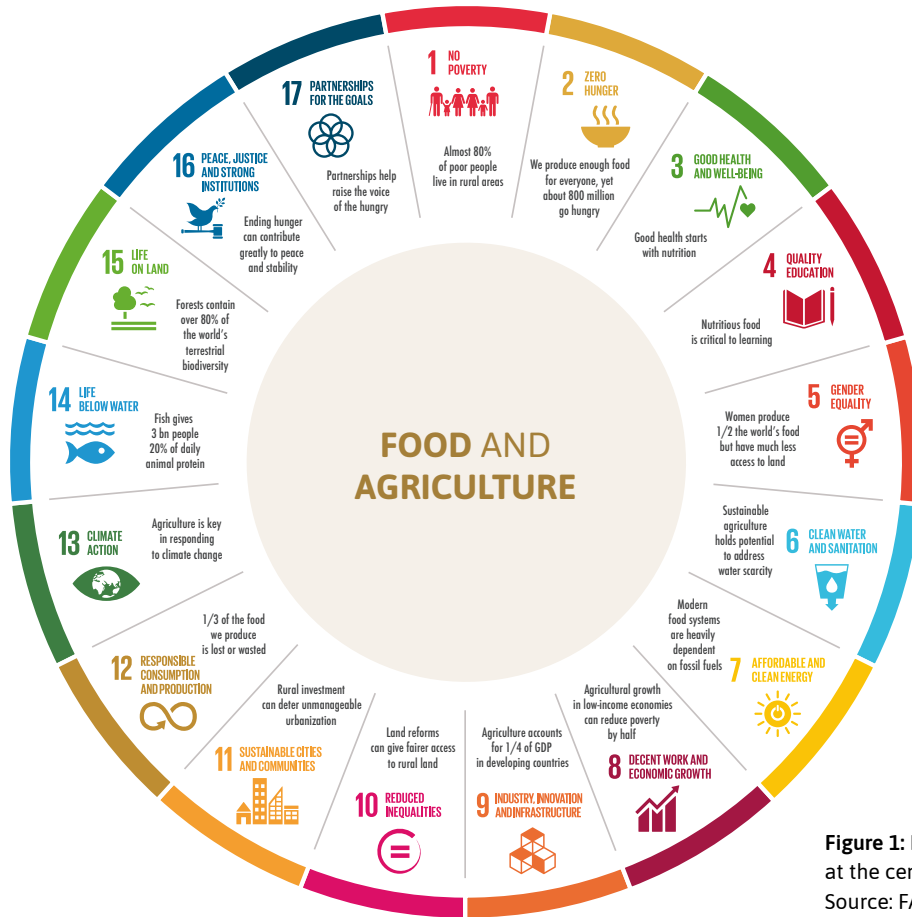 1 NO
POVERTY
Almost 80%
of poor people
live in rural areas
2 ZERO
HUNGER
We produce enough food
for everyone, yet
about 800 million
go hungry
3 GOOD HEALTH
AND WELL-BEING
Good health starts
with nutrition
4 QUALITY
EDUCATION
Nutritious food
is critical to learning
5 GENDER
EQUALITY
Women produce
1/2 the world's food
but have much less
access to land
6 CLEAN WATER
AND SANITATION
Sustainable
agriculture
holds potential
to address
water scarcity
7 AFFORDABLE AND
CLEAN ENERGY
Modern
food systems
are heavily
dependent
on fossil fuels
8 DECENT WORK AND
ECONOMIC GROWTH
Agricultural growth
in low-income economies
can reduce poverty
by half
9 INDUSTRY, INNOVATION
AND INFRASTRUCTURE
Agriculture accounts
for 1/4 of GDP
in developing countries
10 REDUCED
INEQUALITIES
Land reforms
can give fairer access
to rural land
11 SUSTAINABLE CITIES
AND COMMUNITIES
Rural investment
can deter unmanageable
urbanization
12 RESPONSIBLE
CONSUMPTION
AND PRODUCTION
1/3 of the food
we produce
is lost or wasted
13 CLIMATE
ACTION
Agriculture is key
in responding
to climate change
14 LIFE
BELOW WATER
Fish gives
3 bn people
20% of daily
animal protein
15 LIFE
ON LAND
Forests contain
over 80% of
the world's
terrestrial
biodiversity
16 PEACE, JUSTICE
AND STRONG
INSTITUTIONS
Ending hunger
can contribute
greatly to peace
and stability
17 PARTNERSHIPS
FOR THE GOALS
Partnerships help
raise the voice
of the hungry
FOOD AND
AGRICULTURE
Figure 1:
at the
Source: